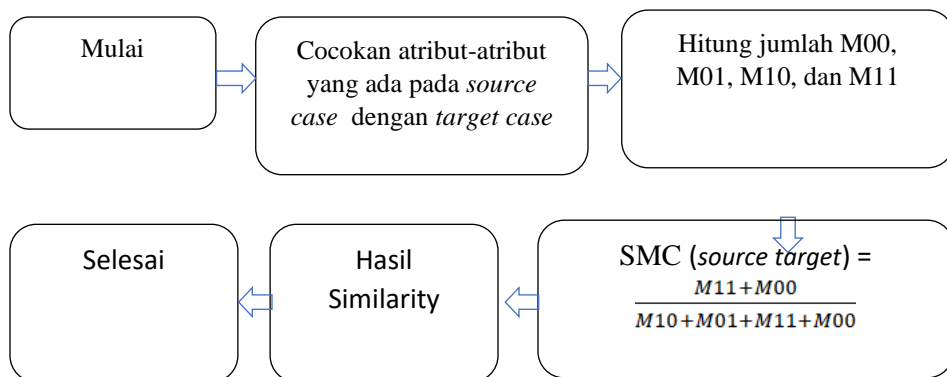 Mulai
Cocokan atribut-atribut
yang ada pada source
case dengan target case
Hitung jumlah M00,
M01, M10, dan M11
SMC (source target) =
M11+M00
M10+M01+M11+M00
Hasil
Similarity
Selesai